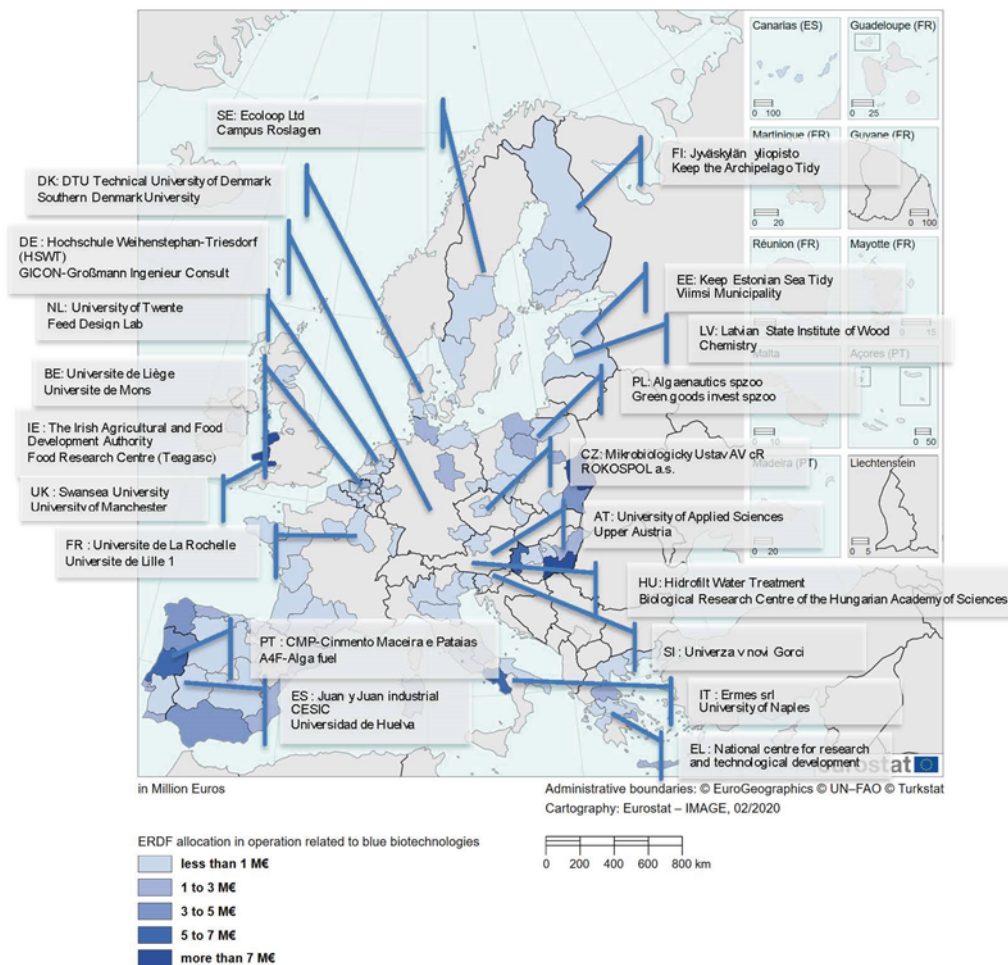 Canarias (ES)
Guadeloupe (FR)
0 100
0 25
SE: Ecoloop Ltd
Campus Roslagen
Martinique (FR)
Guyane (FR)
0 20
0 100
FI: Jyväskylän yliopisto
Keep the Archipelago Tidy
DK: DTU Technical University of Denmark
Southern Denmark University
DE : Hochschule Weihenstephan-Triesdorf
(HSWT)
GICON-Großmann Ingenieur Consult
Réunion (FR)
Mayotte (FR)
EE: Keep Estonian Sea Tidy
Viimsi Municipality
0 15
NL: University of Twente
Feed Design Lab
LV: Latvian State Institute of Wood
Chemistry
Malta
Açores (PT)
BE: Universite de Liège
Universite de Mons
PL: Algaenautics spzoo
Green goods invest spzoo
0 10
0 50
IE : The Irish Agricultural and Food
Development Authority
Food Research Centre (Teagasc)
CZ: Mikrobiologicky Ustav AV cR
ROKOSPOL a.s.
Madeira (PT)
Liechtenstein
UK : Swansea University
University of Manchester
AT: University of Applied Sciences
Upper Austria
0 20
0 5
FR : Universite de La Rochelle
Universite de Lille 1
HU: Hidrofilt Water Treatment
Biological Research Centre of the Hungarian Academy of Sciences
PT : CMP-Cinmento Maceira e Pataias
A4F-Alga fuel
SI : Univerza v novi Gorci
ES : Juan y Juan industrial
CESIC
Universidad de Huelva
IT : Ermes srl
University of Naples
EL : National centre for research
and technological development
eurostat
in Million Euros
Administrative boundaries: © EuroGeographics © UN–FAO © Turkstat
Cartography: Eurostat – IMAGE, 02/2020
ERDF allocation in operation related to blue biotechnologies
less than 1 M€
1 to 3 M€
3 to 5 M€
5 to 7 M€
more than 7 M€
0 200 400 600 800 km